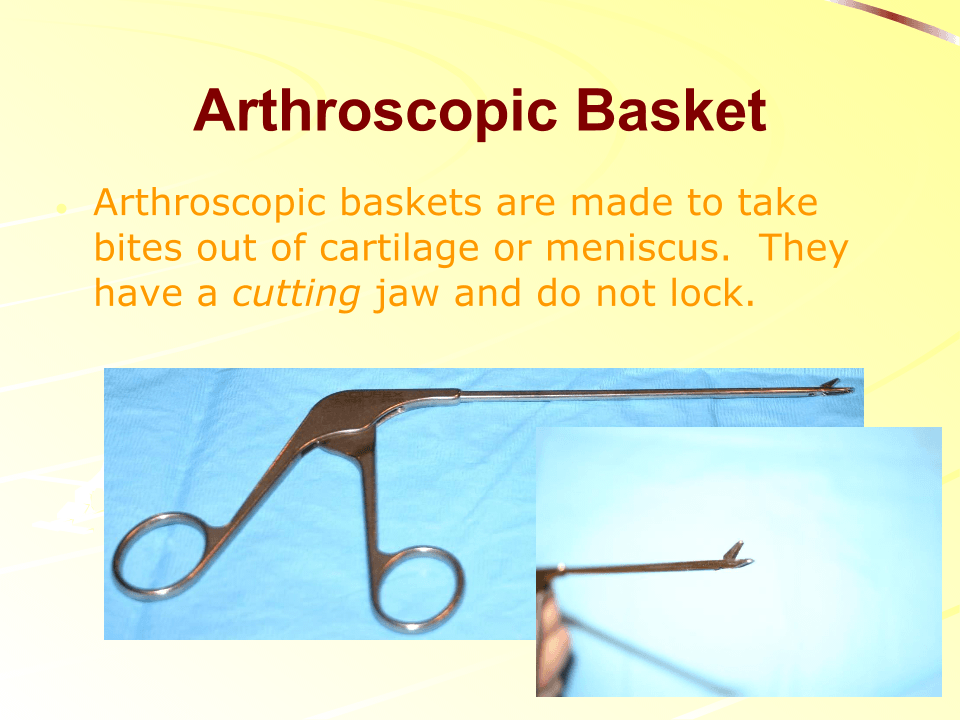 Arthroscopic Basket
• Arthroscopic baskets are made to take
bites out of cartilage or meniscus.  They
have a cutting jaw and do not lock.